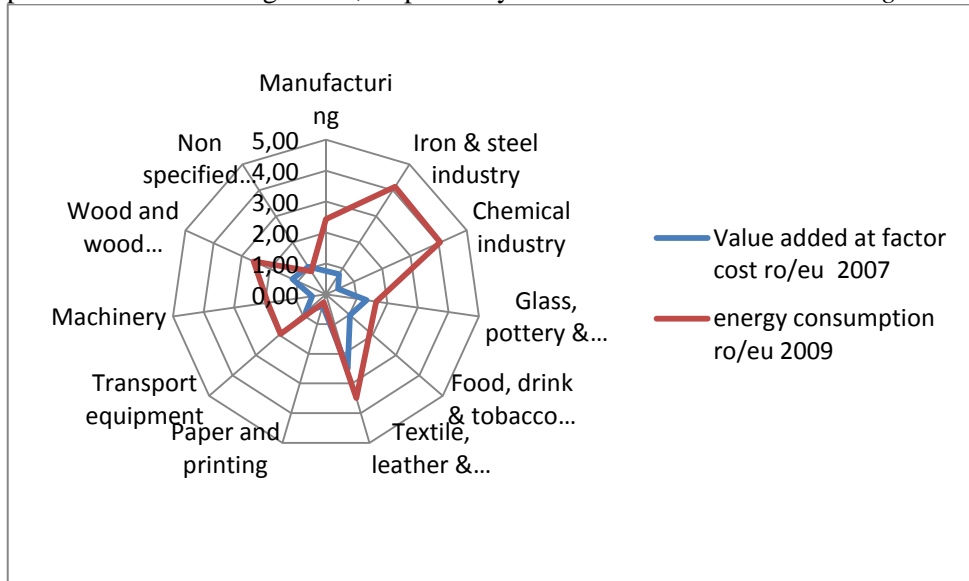 Manufacturi
ng
Iron & steel
industry
Chemical
industry
Glass,
pottery &...
Food, drink
& tobacco...
Textile,
leather &...
Paper and
printing
Transport
equipment
Machinery
Wood and
wood...
Non
specified...
5,00
4,00
3,00
2,00
1,00
0,00
Value added at factor
cost ro/eu 2007
energy consumption
ro/eu 2009